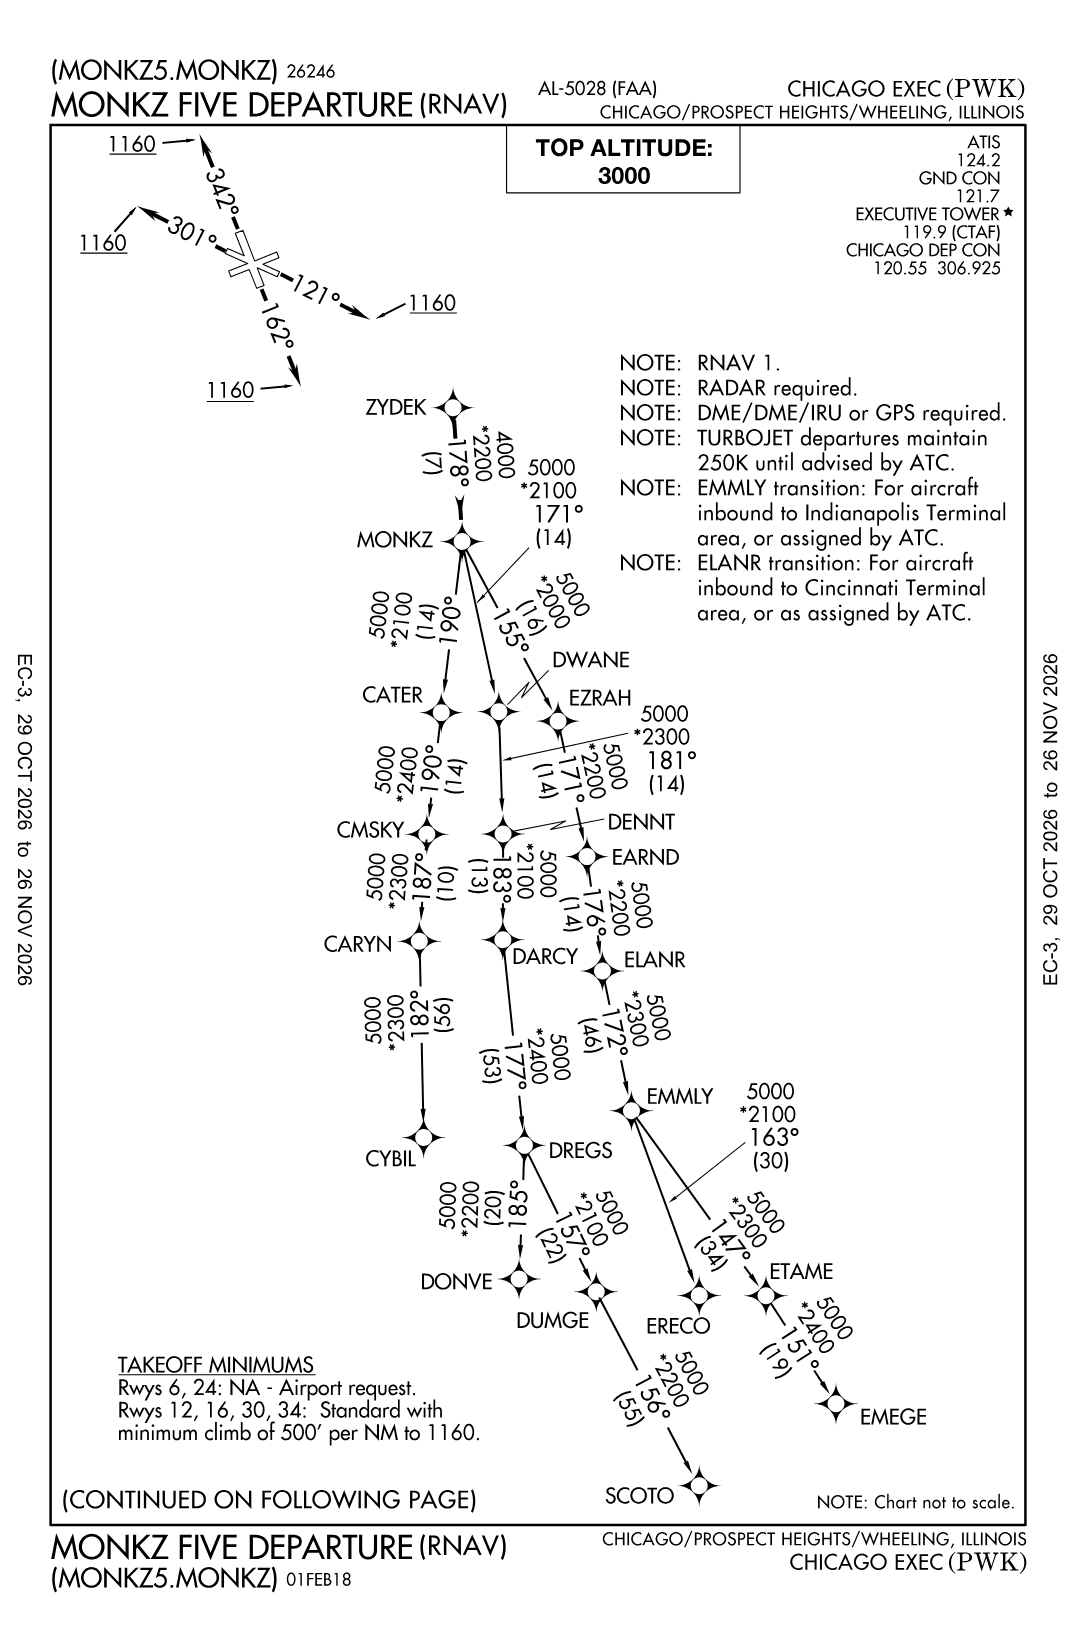 (MONKZ5.MONKZ) 26246
MONKZ FIVE DEPARTURE (RNAV)
AL-5028 (FAA)
CHICAGO EXEC (PWK)
CHICAGO/PROSPECT HEIGHTS/WHEELING, ILLINOIS
TOP ALTITUDE:
3000
ATIS
124.2
GND CON
121.7
EXECUTIVE TOWER★
119.9 (CTAF)
CHICAGO DEP CON
120.55 306.925
1160
342°
301°
1160
121°
1160
162°
1160
NOTE: RNAV 1.
NOTE: RADAR required.
NOTE: DME/DME/IRU or GPS required.
NOTE: TURBOJET departures maintain
250K until advised by ATC.
NOTE: EMMLY transition: For aircraft
inbound to Indianapolis Terminal
area, or assigned by ATC.
NOTE: ELANR transition: For aircraft
inbound to Cincinnati Terminal
area, or as assigned by ATC.
ZYDEK
4000
*2200
178°
(7)
5000
*2100
171°
(14)
MONKZ
5000
*2100
(14)
190°
5000
*2000
(16)
155°
DWANE
CATER
EZRAH
5000
*2300
181°
(14)
5000
*2400
190°
(14)
5000
*2200
171°
(14)
CMSKY
DENNT
EARND
5000
*2300
187°
(10)
5000
*2100
183°
(13)
5000
*2200
176°
(14)
CARYN
DARCY
ELANR
5000
*2300
182°
(56)
5000
*2400
177°
(53)
5000
*2300
172°
(46)
EMMLY
5000
*2100
163°
(30)
CYBIL
DREGS
5000
*2200
(20)
185°
5000
*2100
157°
(22)
5000
*2300
147°
(34)
DONVE
DUMGE
ERECO
ETAME
5000
*2400
151°
(19)
5000
*2200
156°
(55)
EMEGE
SCOTO
TAKEOFF MINIMUMS
Rwys 6, 24: NA - Airport request.
Rwys 12, 16, 30, 34: Standard with
minimum climb of 500' per NM to 1160.
(CONTINUED ON FOLLOWING PAGE)
NOTE: Chart not to scale.
MONKZ FIVE DEPARTURE (RNAV)
(MONKZ5.MONKZ) 01FEB18
CHICAGO/PROSPECT HEIGHTS/WHEELING, ILLINOIS
CHICAGO EXEC (PWK)
EC-3, 29 OCT 2026 to 26 NOV 2026
EC-3, 29 OCT 2026 to 26 NOV 2026